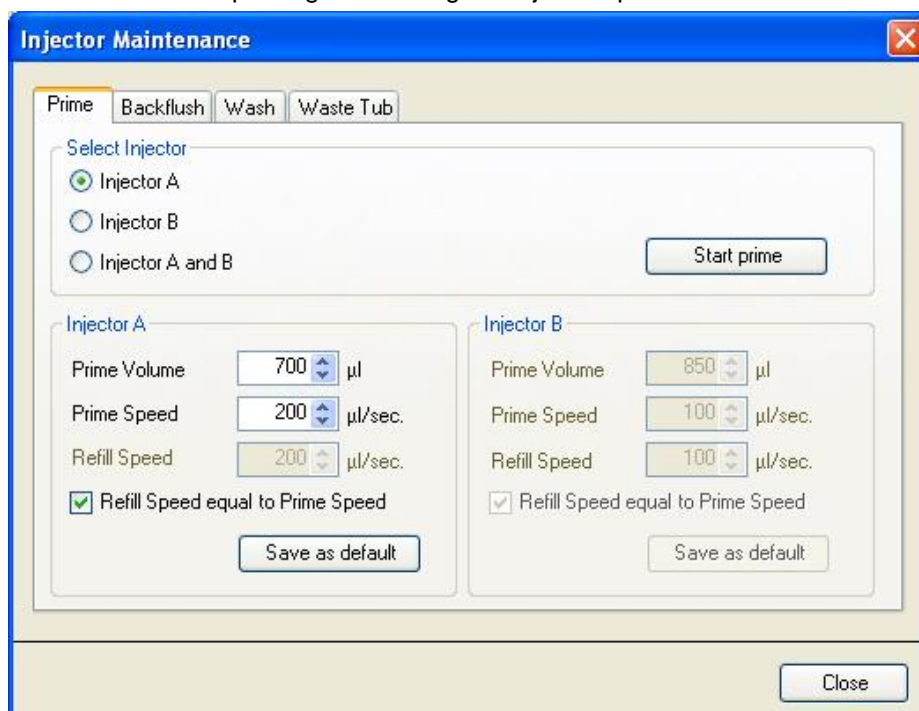 Injector Maintenance
Prime Backflush Wash Waste Tub
Select Injector
Injector A
Injector B
Injector A and B
Start prime
Injector A
Prime Volume 700 µl
Prime Speed 200 µl/sec.
Refill Speed 200 µl/sec.
Refill Speed equal to Prime Speed
Save as default
Injector B
Prime Volume 850 µl
Prime Speed 100 µl/sec.
Refill Speed 100 µl/sec.
Refill Speed equal to Prime Speed
Save as default
Close